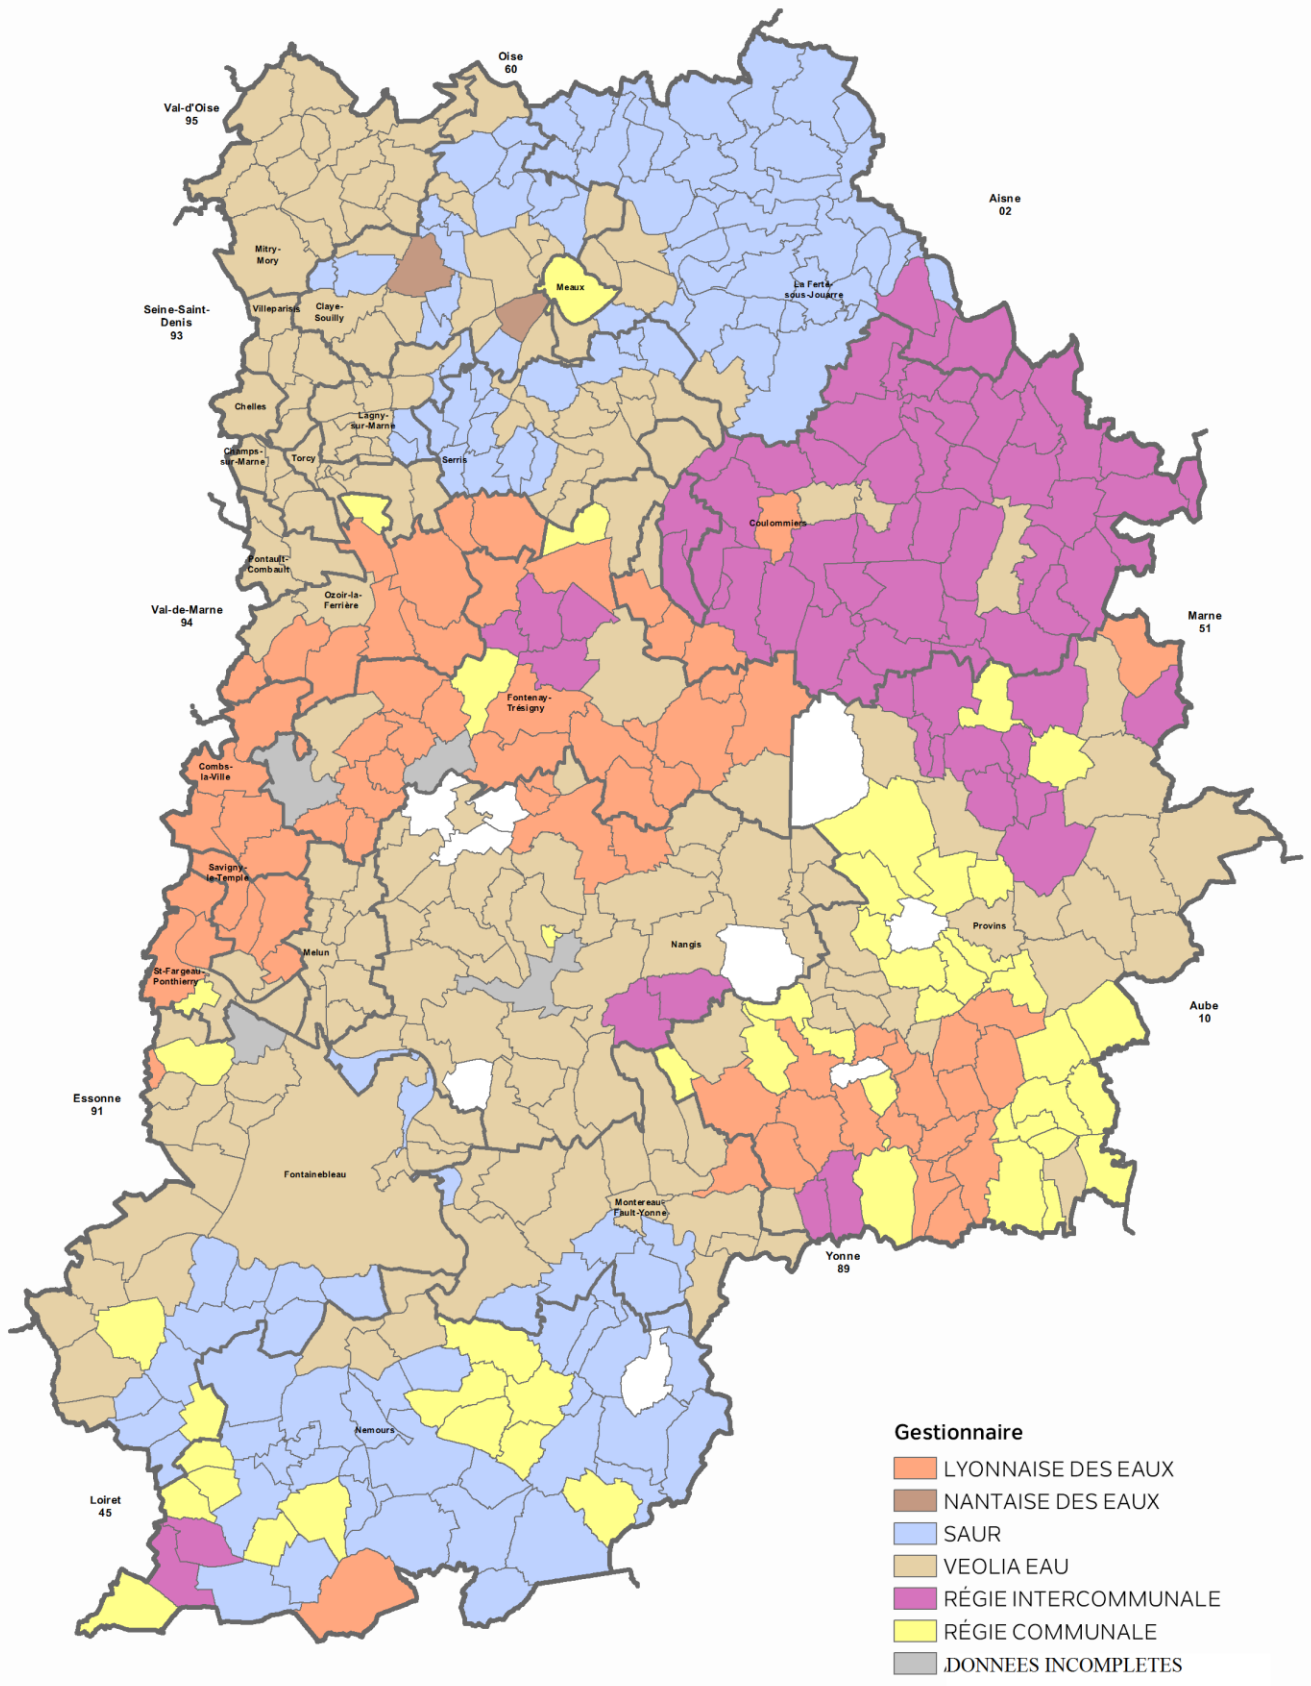 Oise
60
Val-d'Oise
95
Aisne
02
Mitry-
Mory
La Ferté-
sous-Jouarre
Meaux
Seine-Saint-
Denis
93
Villeparisis
Claye-
Souilly
Chelles
Lagny-
sur-Marne
Champs-
sur-Marne
Torcy
Serris
Coulommiers
Pontault-
Combault
Ozoir-la-
Ferrière
Val-de-Marne
94
Marne
51
Fontenay-
Trésigny
Combs-
la-Ville
Savigny-
le-Temple
Provins
Nangis
Melun
St-Fargeau-
Ponthierry
Aube
10
Essonne
91
Fontainebleau
Montereau-
Fault-Yonne
Yonne
89
Nemours
Loiret
45
Gestionnaire
LYONNAISE DES EAUX
NANTAISE DES EAUX
SAUR
VEOLIA EAU
RÉGIE INTERCOMMUNALE
RÉGIE COMMUNALE
DONNEES INCOMPLETES